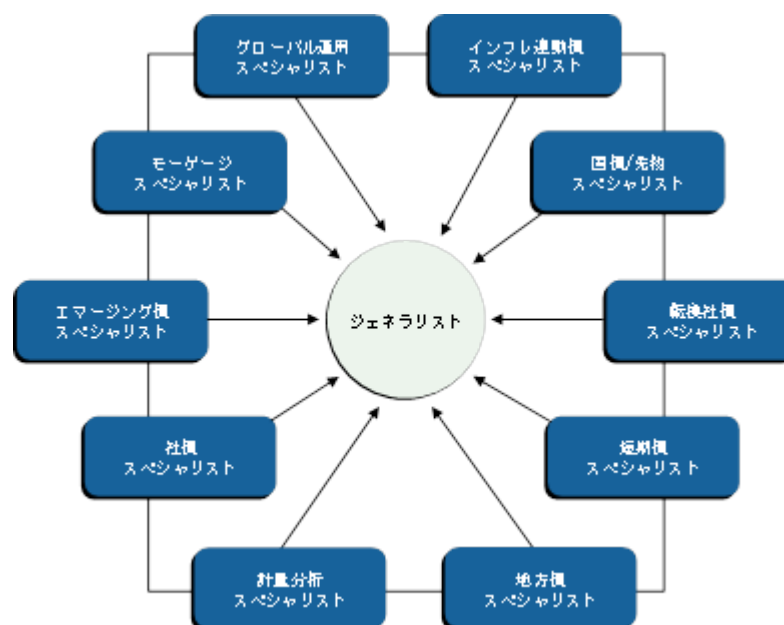 グローバル運用
スペシャリスト
インフレ連動債
スペシャリスト
モーゲージ
スペシャリスト
国債/先物
スペシャリスト
エマージング債
スペシャリスト
ジェネラリスト
転換社債
スペシャリスト
社債
スペシャリスト
短期債
スペシャリスト
計量分析
スペシャリスト
地方債
スペシャリスト